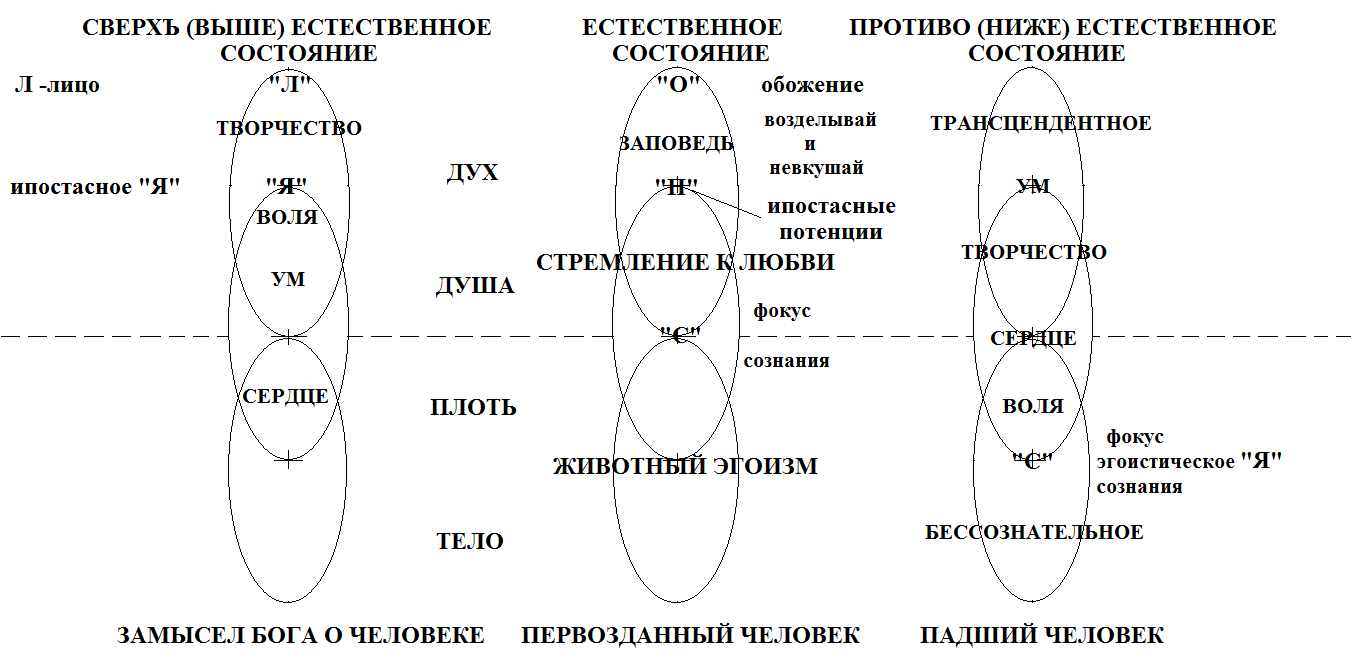 СВЕРХЪ (ВЫШЕ) ЕСТЕСТВЕННОЕ
СОСТОЯНИЕ
ЕСТЕСТВЕННОЕ
СОСТОЯНИЕ
ПРОТИВО (НИЖЕ) ЕСТЕСТВЕННОЕ
СОСТОЯНИЕ
Л -лицо
"Л"
"О"
обожение
ТВОРЧЕСТВО
ЗАПОВЕДЬ
возделывай
и
невкушай
ТРАНСЦЕНДЕНТНОЕ
ДУХ
ипостасное "Я"
"Я"
"П"
УМ
ипостасные
потенции
ВОЛЯ
СТРЕМЛЕНИЕ К ЛЮБВИ
ТВОРЧЕСТВО
УМ
ДУША
фокус
"С"
СЕРДЦЕ
сознания
СЕРДЦЕ
ПЛОТЬ
ВОЛЯ
фокус
"С"
эгоистическое "Я"
сознания
ЖИВОТНЫЙ ЭГОИЗМ
ТЕЛО
БЕССОЗНАТЕЛЬНОЕ
ЗАМЫСЕЛ БОГА О ЧЕЛОВЕКЕ
ПЕРВОЗДАННЫЙ ЧЕЛОВЕК
ПАДШИЙ ЧЕЛОВЕК